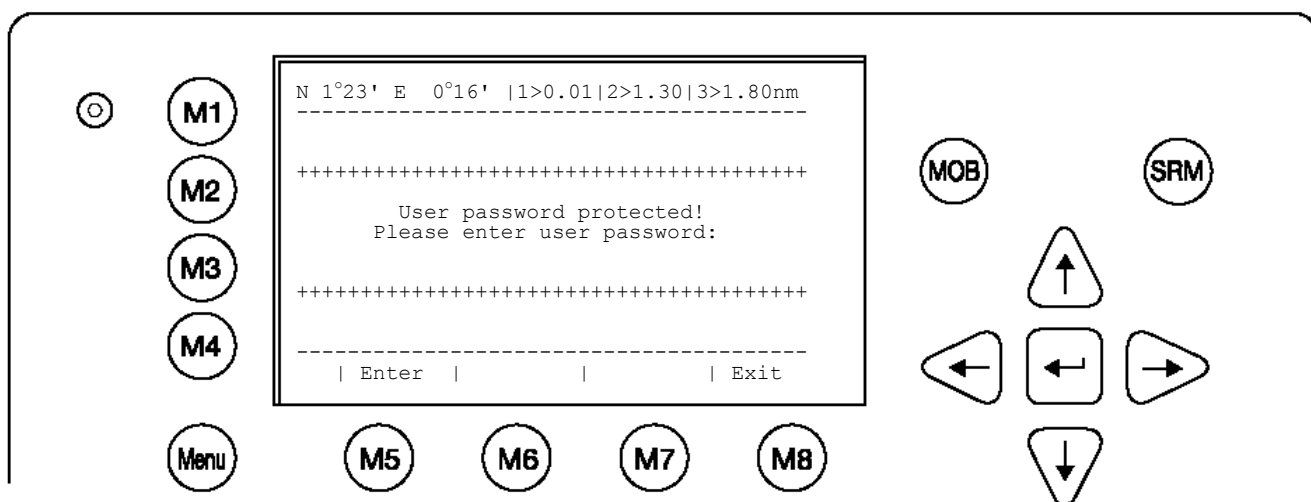 N 1°23' E  0°16' |1>0.01|2>1.30|3>1.80nm
----------------------------------------
++++++++++++++++++++++++++++++++++++++++
User password protected!
Please enter user password:
++++++++++++++++++++++++++++++++++++++++
----------------------------------------
| Enter |         |         | Exit
M1
M2
M3
M4
Menu
M5
M6
M7
M8
MOB
SRM